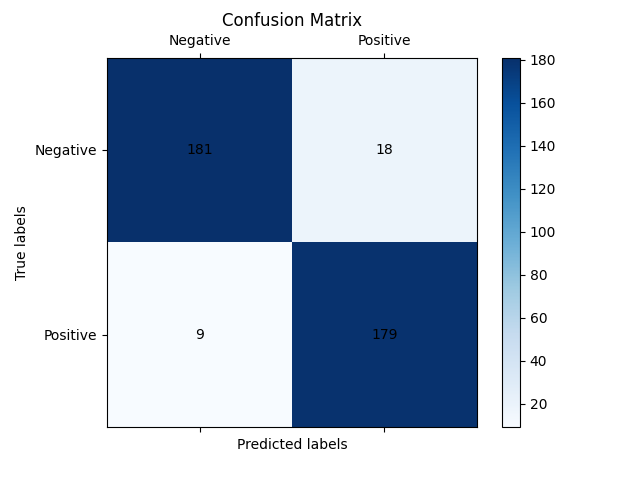 Confusion Matrix
Negative Positive
180
160
140
120
100
80
60
40
20
True labels
Negative 181 18
Positive 9 179
Predicted labels